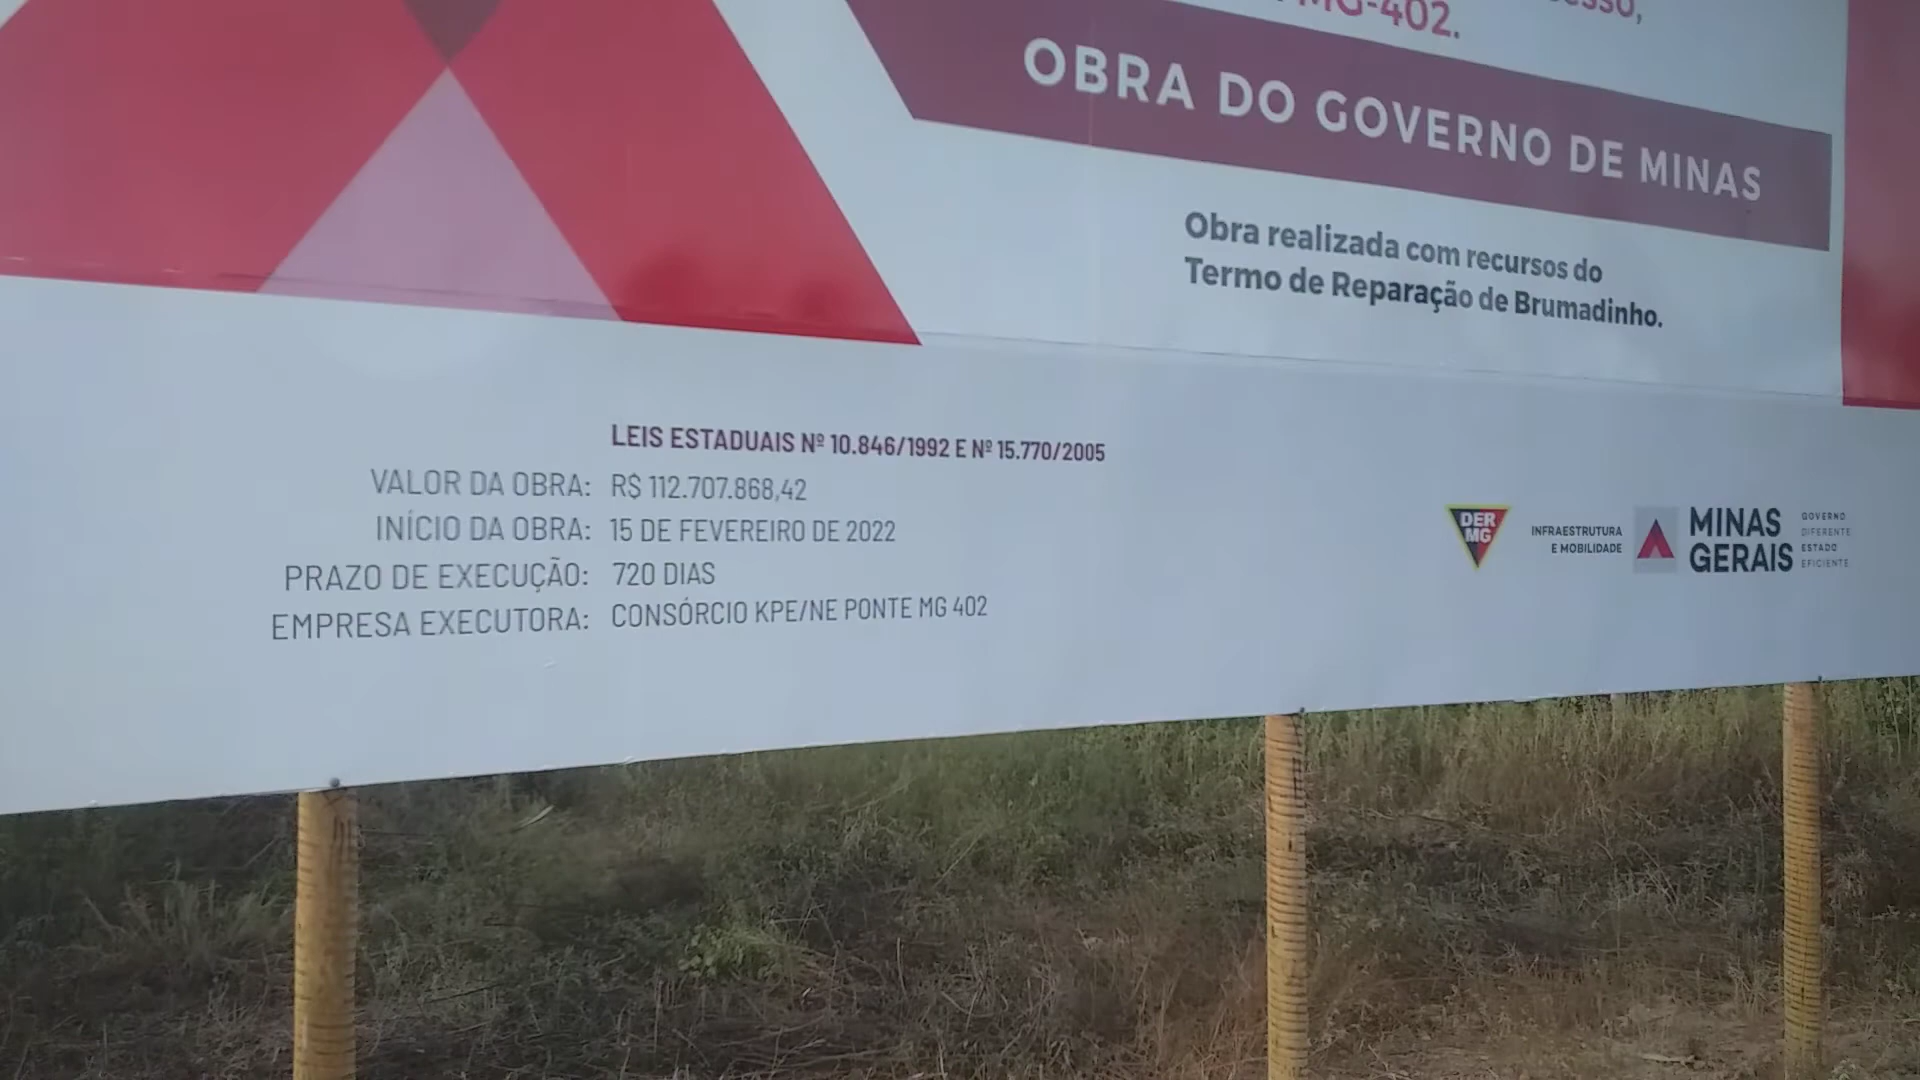 MG-402.
OBRA DO GOVERNO DE MINAS
Obra realizada com recursos do
Termo de Reparação de Brumadinho.
LEIS ESTADUAIS Nº 10.846/1992 E Nº 15.770/2005
VALOR DA OBRA: R$ 112.707.868,42
INÍCIO DA OBRA: 15 DE FEVEREIRO DE 2022
PRAZO DE EXECUÇÃO: 720 DIAS
EMPRESA EXECUTORA: CONSÓRCIO KPE/NE PONTE MG 402
DER
MG
INFRAESTRUTURA
E MOBILIDADE
MINAS
GERAIS
GOVERNO
DIFERENTE
ESTADO
EFICIENTE